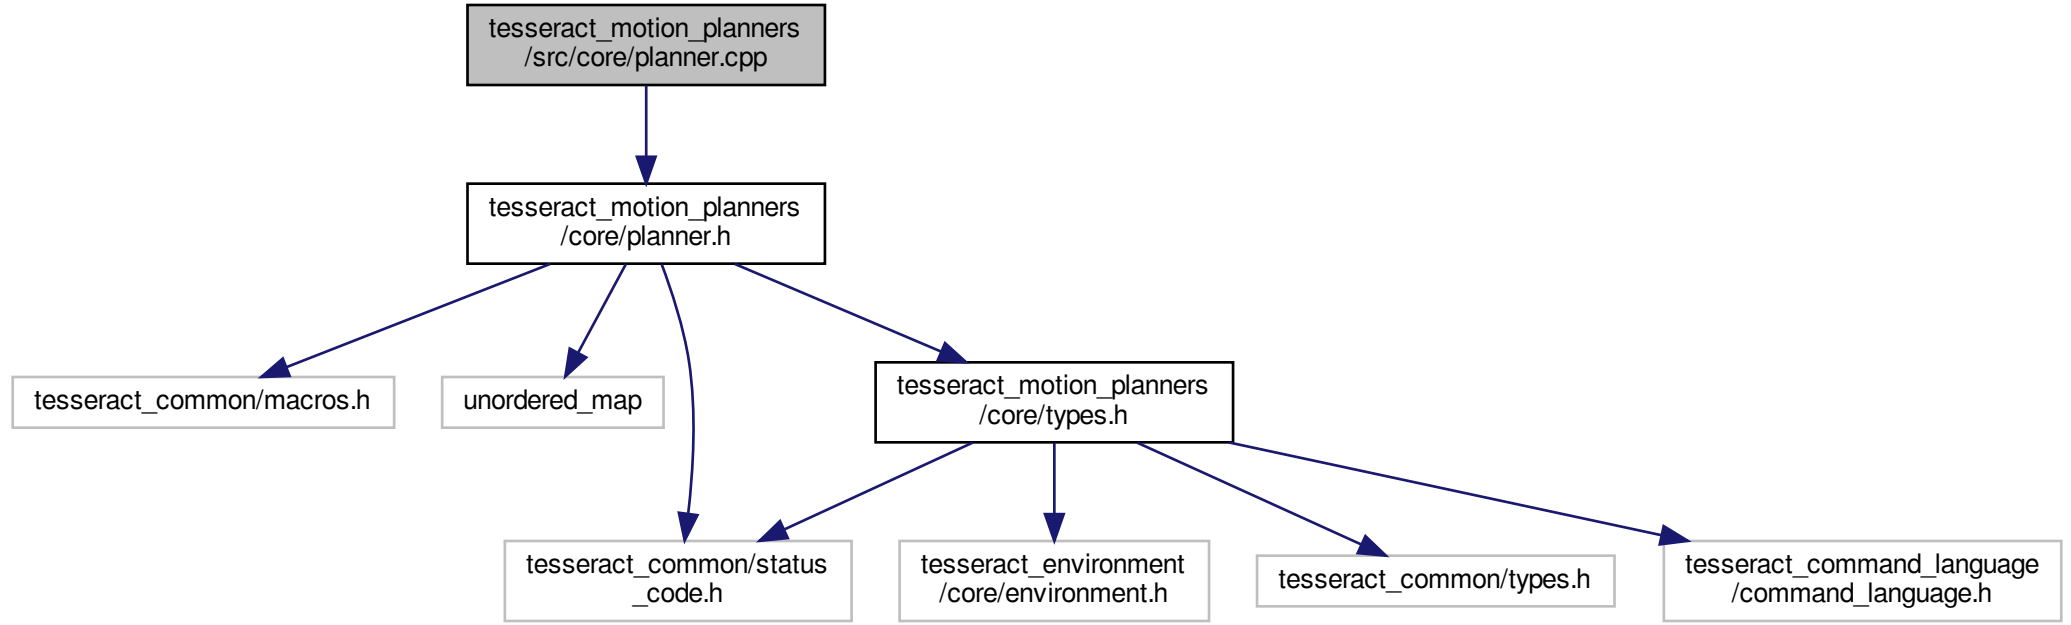 tesseract_motion_planners
/src/core/planner.cpp
tesseract_motion_planners
/core/planner.h
tesseract_common/macros.h
unordered_map
tesseract_motion_planners
/core/types.h
tesseract_common/status
_code.h
tesseract_environment
/core/environment.h
tesseract_common/types.h
tesseract_command_language
/command_language.h